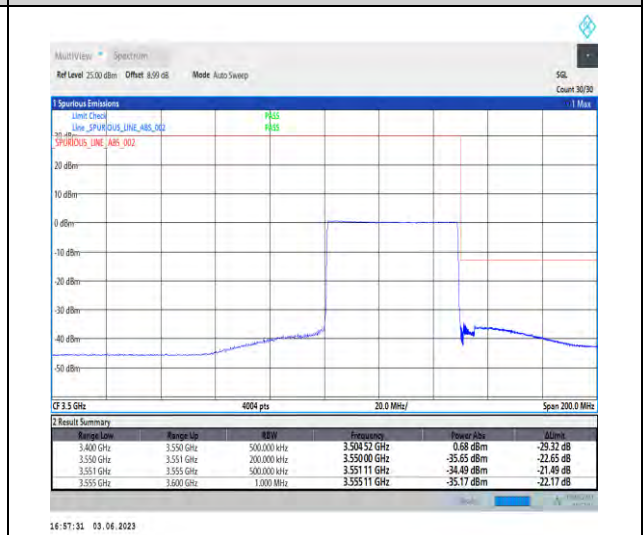 MultiView Spectrum
Ref Level 25.00 dBm Offset 8.99 dB Mode Auto Sweep SGL
Count 30/30
1 Spurious Emissions 1 Max
Limit Check PASS
Line _SPURIOUS_LINE_ABS_002 PASS
30 dBm
_SPURIOUS_LINE_ABS_002
20 dBm
10 dBm
0 dBm
-10 dBm
-20 dBm
-30 dBm
-40 dBm
-50 dBm
CF 3.5 GHz 4004 pts 20.0 MHz/ Span 200.0 MHz
2 Result Summary
Range Low Range Up RBW Frequency Power Abs ΔLimit
3.400 GHz 3.550 GHz 500.000 kHz 3.504 52 GHz 0.68 dBm -29.32 dB
3.550 GHz 3.551 GHz 200.000 kHz 3.550 00 GHz -35.65 dBm -22.65 dB
3.551 GHz 3.555 GHz 500.000 kHz 3.551 11 GHz -34.49 dBm -21.49 dB
3.555 GHz 3.600 GHz 1.000 MHz 3.555 11 GHz -35.17 dBm -22.17 dB
16:57:31 03.06.2023